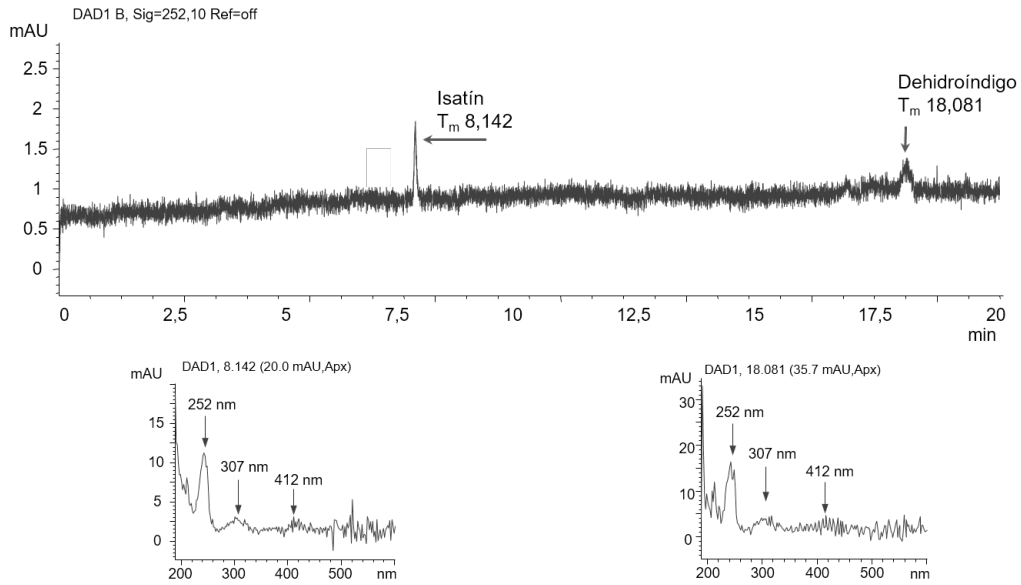 DAD1 B, Sig=252,10 Ref=off
mAU
2.5
2
1.5
1
0.5
0
Isatín
Tm 8,142
Dehidroíndigo
Tm 18,081
0 2,5 5 7,5 10 12,5 15 17,5 20
min
DAD1, 8.142 (20.0 mAU,Apx)
mAU
15
10
5
0
252 nm
307 nm
412 nm
200 300 400 500 nm
DAD1, 18.081 (35.7 mAU,Apx)
mAU
30
20
10
0
252 nm
307 nm
412 nm
200 300 400 500 nm